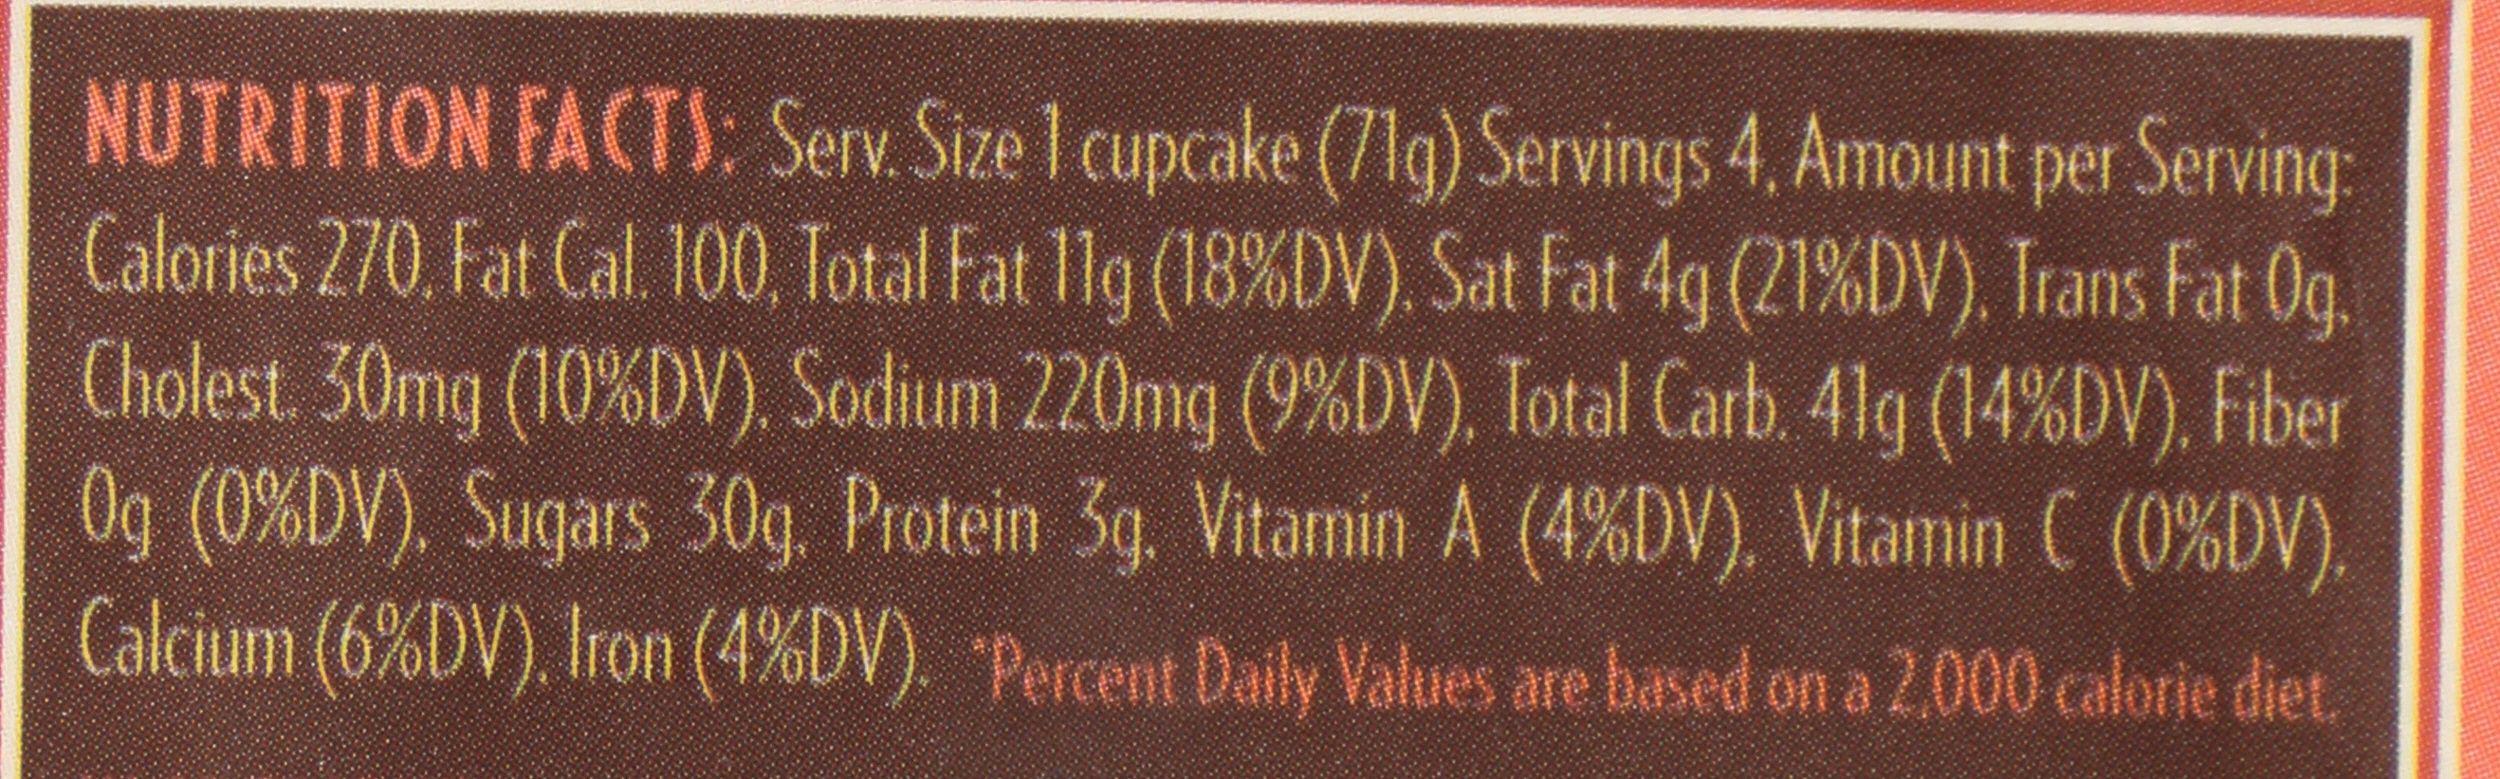 NUTRITION FACTS: Serv. Size 1 cupcake (71g) Servings 4, Amount per Serving:
Calories 270, Fat Cal. 100, Total Fat 11g (18%DV), Sat Fat 4g (21%DV), Trans Fat 0g,
Cholest. 30mg (10%DV), Sodium 220mg (9%DV), Total Carb. 41g (14%DV), Fiber
0g (0%DV), Sugars 30g, Protein 3g, Vitamin A (4%DV), Vitamin C (0%DV),
Calcium (6%DV), Iron (4%DV). *Percent Daily Values are based on a 2,000 calorie diet.